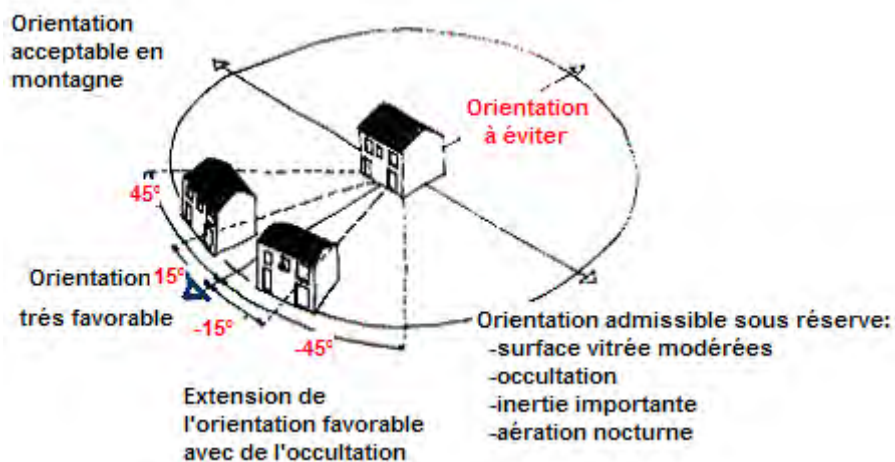 Orientation
acceptable en
montagne
Orientation
à éviter
45°
Orientation
15°
très favorable
-15°
-45°
Orientation admissible sous réserve:
-surface vitrée modérées
-occultation
-inertie importante
-aération nocturne
Extension de
l'orientation favorable
avec de l'occultation